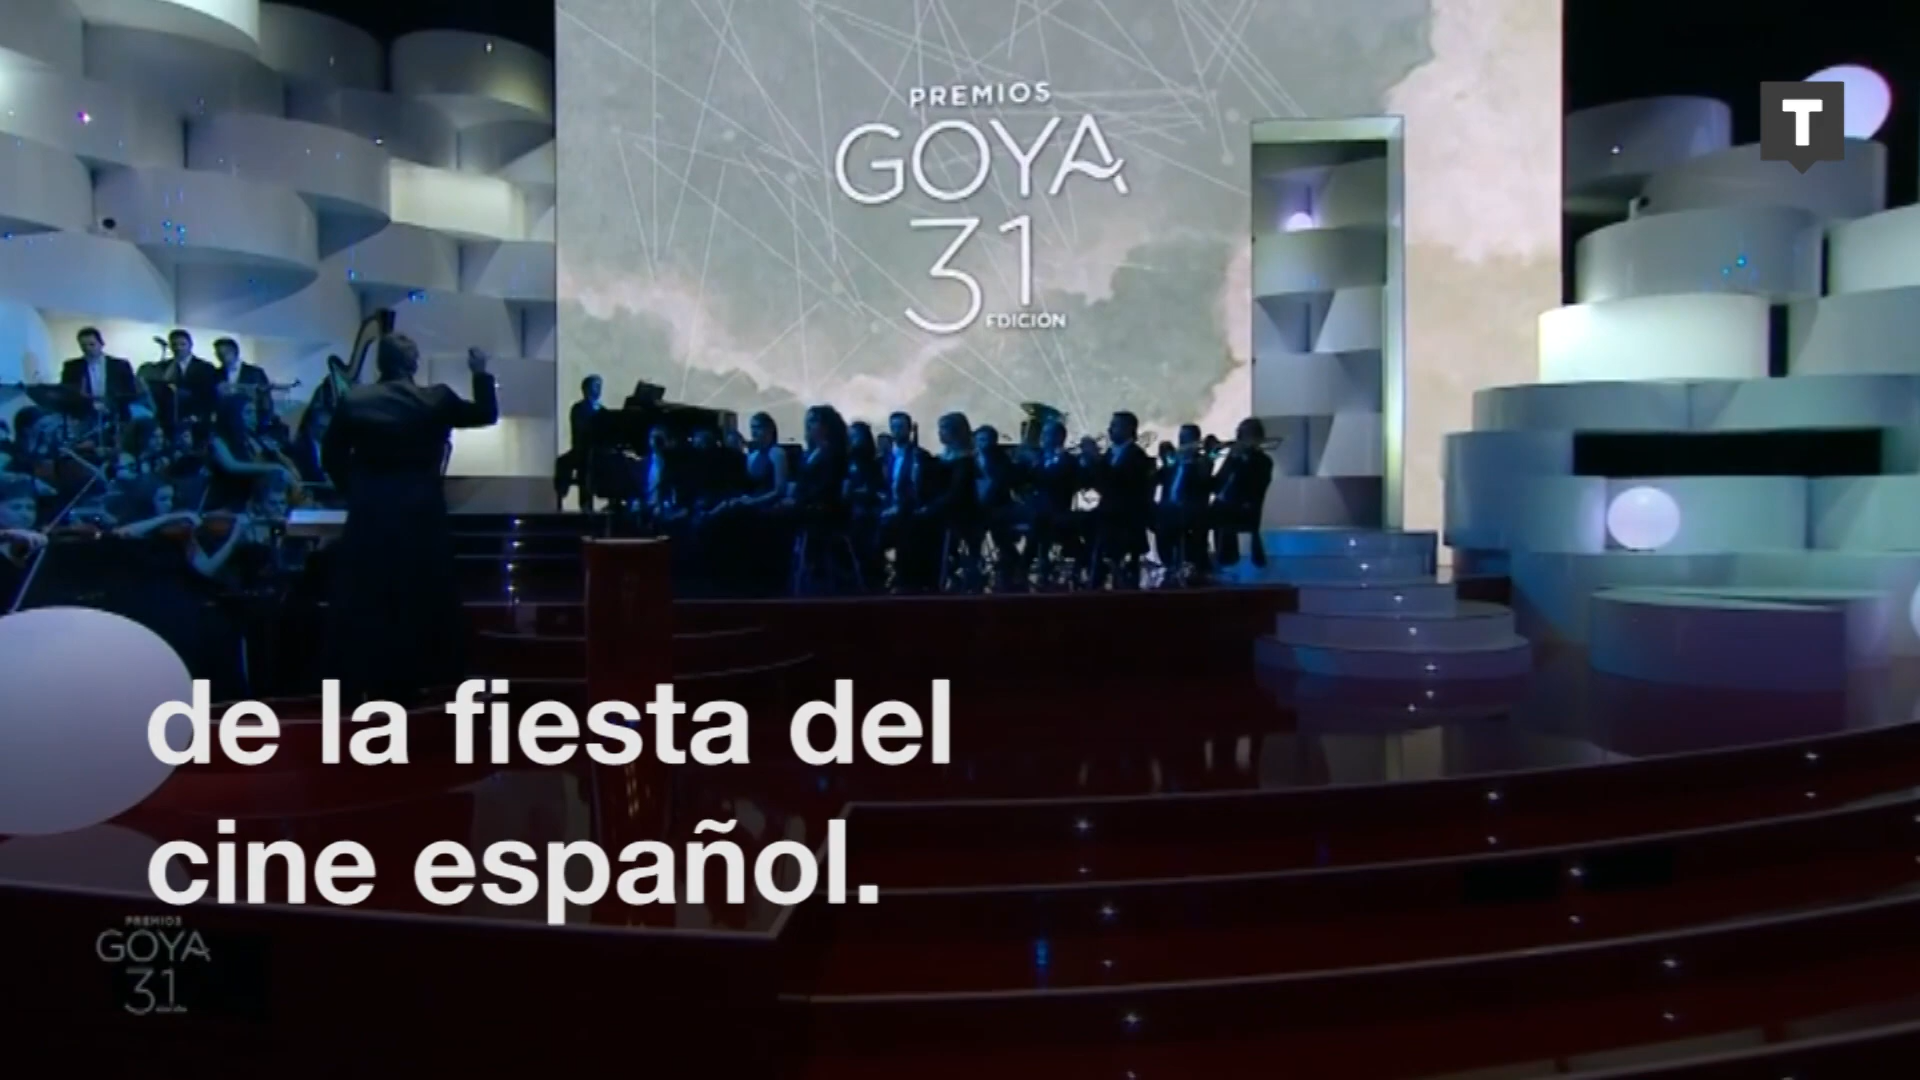 PREMIOS
GOYA
31
EDICIÓN
T
de la fiesta del
cine español.
PREMIOS
GOYA
31